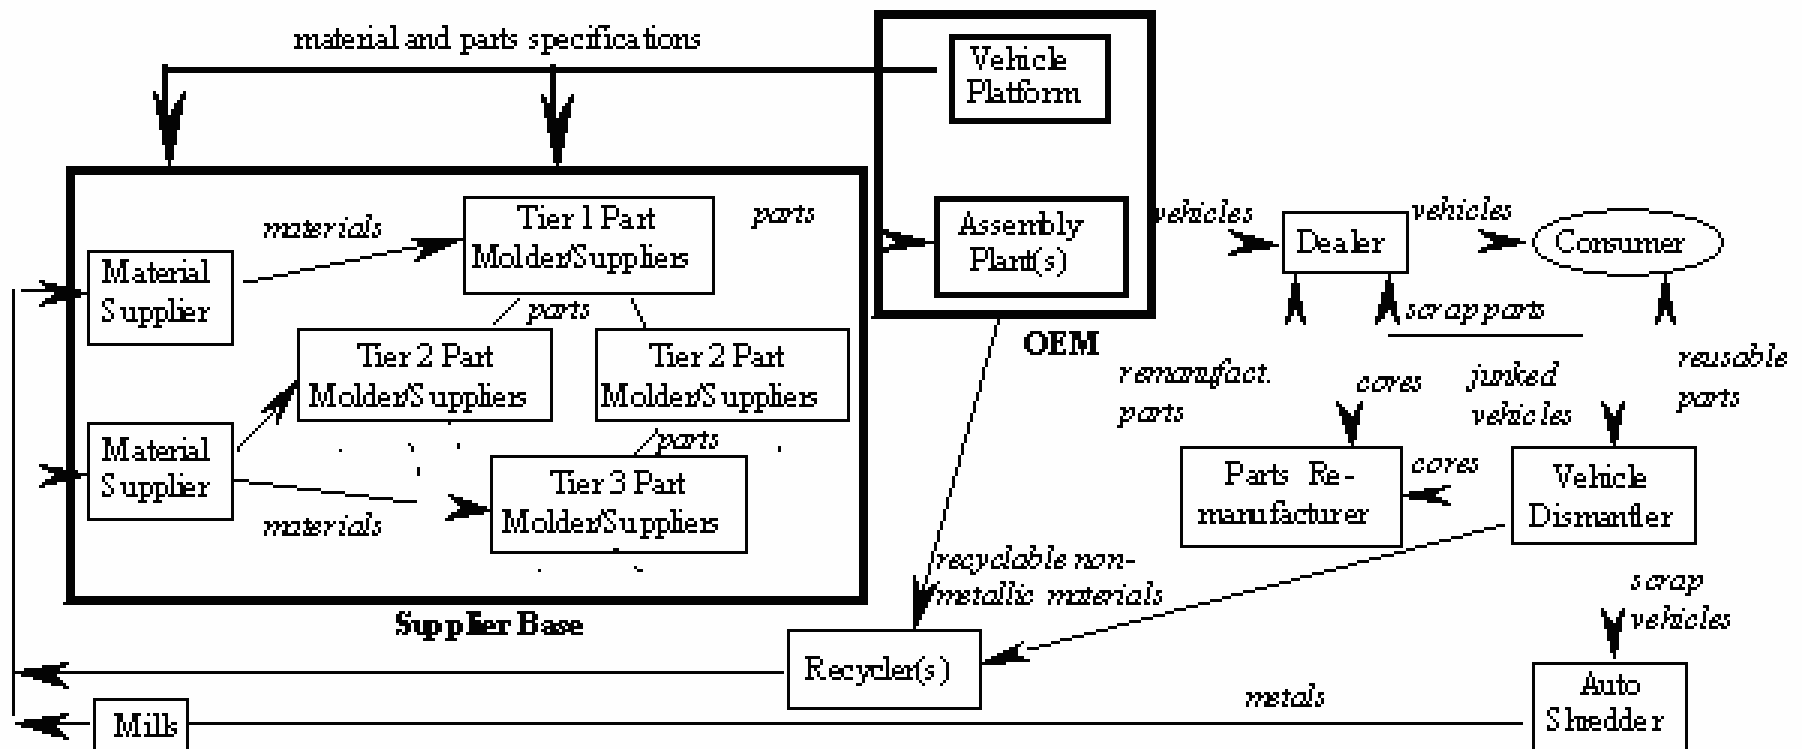 material and parts specifications
Vehicle
Platform
materials
Tier 1 Part
Molder/Suppliers
parts
Assembly
Plant(s)
vehicles
Dealer
vehicles
Consumer
Material
Supplier
parts
OEM
scrap parts
Tier 2 Part
Molder/Suppliers
Tier 2 Part
Molder/Suppliers
remanufact.
parts
cores
junked
vehicles
reusable
parts
Material
Supplier
parts
materials
Tier 3 Part
Molder/Suppliers
Parts Re-
manufacturer
cores
Vehicle
Dismantler
recyclable non-
metallic materials
scrap
vehicles
Supplier Base
Recycler(s)
metals
Auto
Shredder
Mills